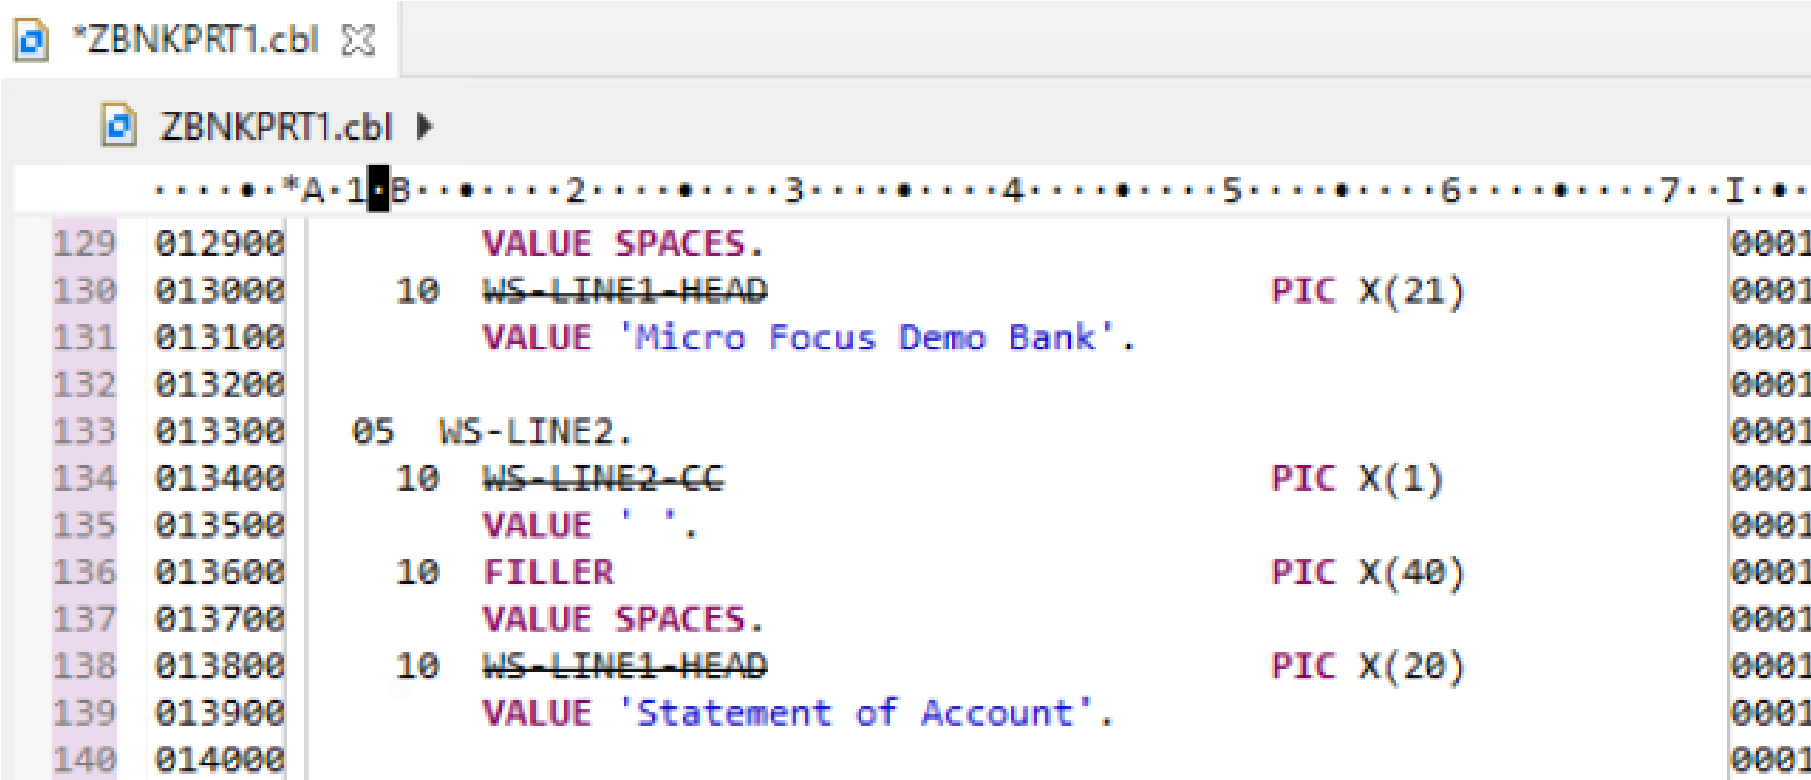 *ZBNKPRT1.cbl
ZBNKPRT1.cbl
····•·*A·1·B··•····2····•····3····•····4····•····5····•····6····•····7··I·•·
129 012900 VALUE SPACES. 0001
130 013000 10 WS-LINE1-HEAD PIC X(21) 0001
131 013100 VALUE 'Micro Focus Demo Bank'. 0001
132 013200 0001
133 013300 05 WS-LINE2. 0001
134 013400 10 WS-LINE2-CC PIC X(1) 0001
135 013500 VALUE ' '. 0001
136 013600 10 FILLER PIC X(40) 0001
137 013700 VALUE SPACES. 0001
138 013800 10 WS-LINE1-HEAD PIC X(20) 0001
139 013900 VALUE 'Statement of Account'. 0001
140 014000 0001